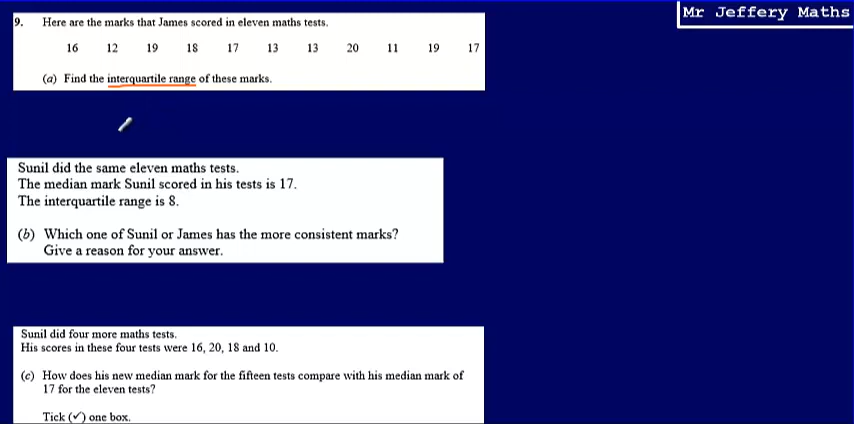 Mr Jeffery Maths
9. Here are the marks that James scored in eleven maths tests.
16 12 19 18 17 13 13 20 11 19 17
(a) Find the interquartile range of these marks.
Sunil did the same eleven maths tests.
The median mark Sunil scored in his tests is 17.
The interquartile range is 8.
(b) Which one of Sunil or James has the more consistent marks?
Give a reason for your answer.
Sunil did four more maths tests.
His scores in these four tests were 16, 20, 18 and 10.
(c) How does his new median mark for the fifteen tests compare with his median mark of
17 for the eleven tests?
Tick (✓) one box.